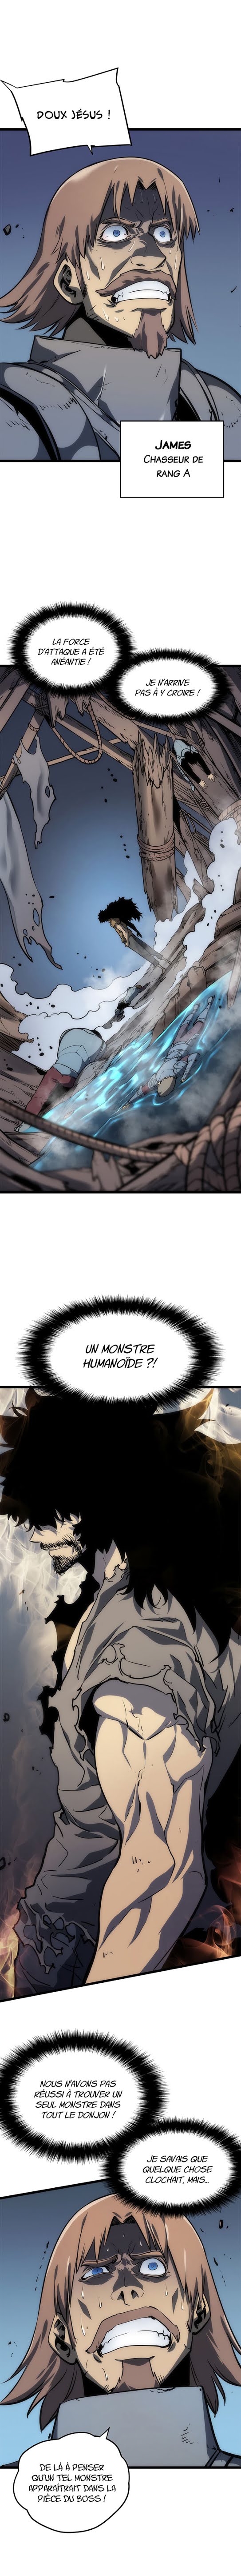 DOUX JÉSUS !
JAMES
CHASSEUR DE
RANG A
LA FORCE
D'ATTAQUE A ÉTÉ
ANÉANTIE !
JE N'ARRIVE
PAS À Y CROIRE !
UN MONSTRE
HUMANOÏDE ?!
NOUS N'AVONS PAS
RÉUSSI À TROUVER UN
SEUL MONSTRE DANS
TOUT LE DONJON !
JE SAVAIS QUE
QUELQUE CHOSE
CLOCHAIT, MAIS...
DE LÀ À PENSER
QU'UN TEL MONSTRE
APPARAÎTRAIT DANS LA
PIÈCE DU BOSS !